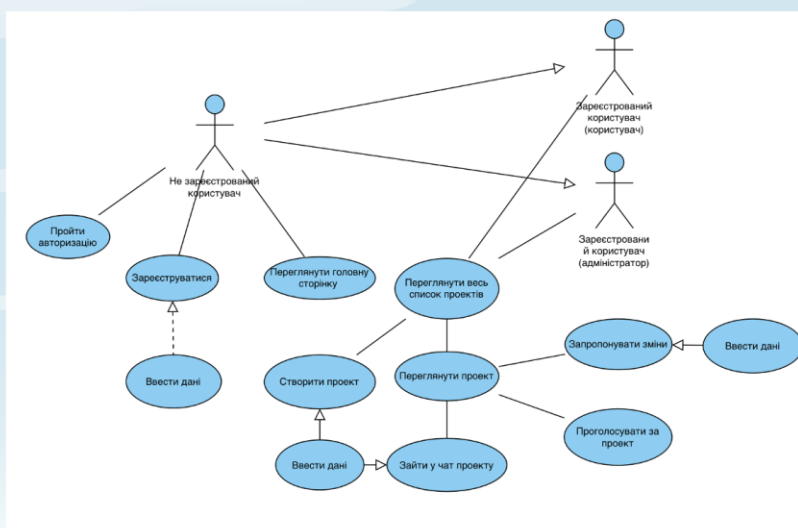 Зареєстрований
користувач
(користувач)
Не зареєстрований
користувач
Зареєстровани
й користувач
(адміністратор)
Пройти
авторизацію
Зареєструватися
Переглянути головну
сторінку
Переглянути весь
список проектів
Запропонувати зміни
Ввести дані
Ввести дані
Створити проект
Переглянути проект
Проголосувати за
проект
Ввести дані
Зайти у чат проекту